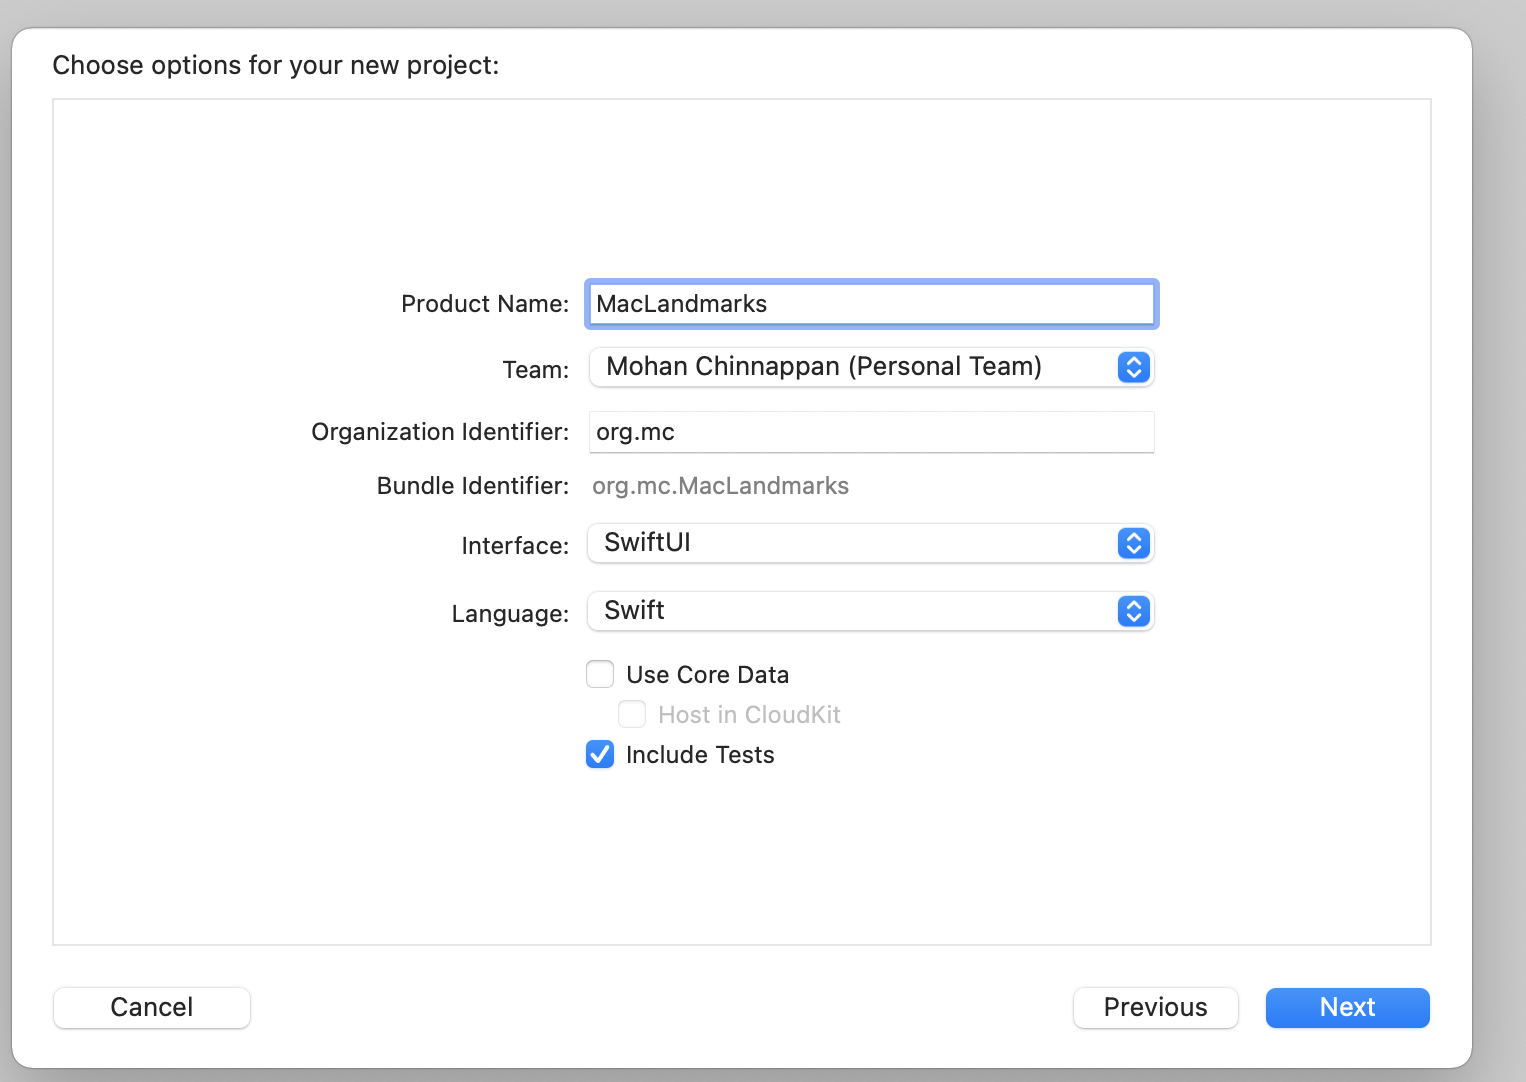 Choose options for your new project:
Product Name: MacLandmarks
Team: Mohan Chinnappan (Personal Team)
Organization Identifier: org.mc
Bundle Identifier: org.mc.MacLandmarks
Interface: SwiftUI
Language: Swift
Use Core Data
Host in CloudKit
Include Tests
Cancel Previous Next